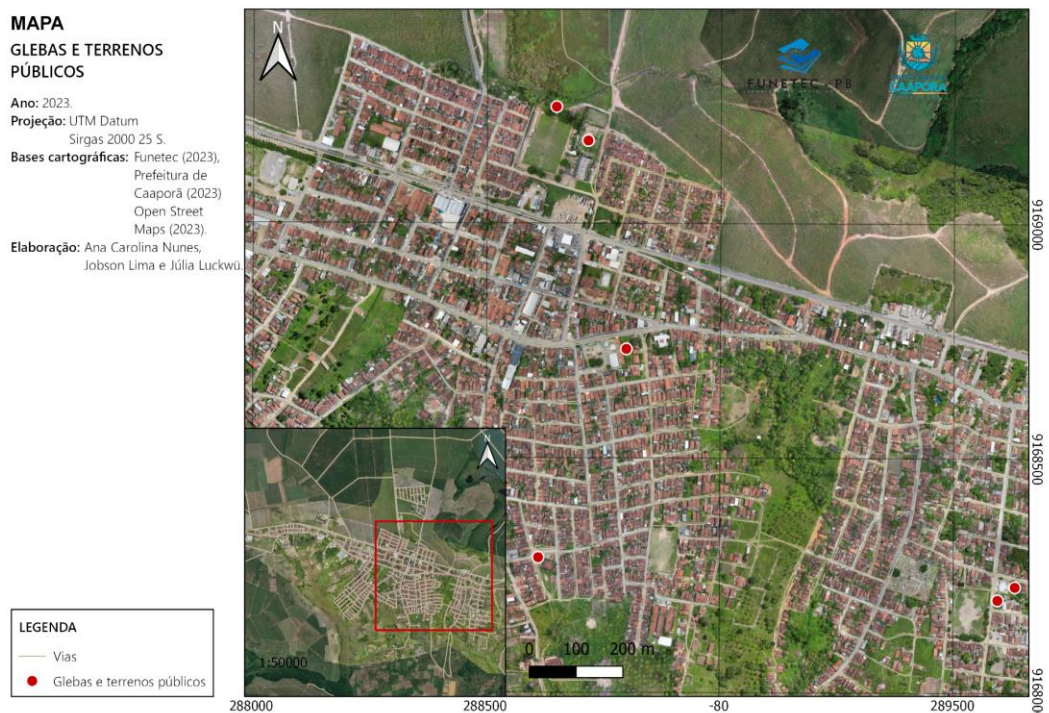 MAPA
GLEBAS E TERRENOS
PÚBLICOS
Ano: 2023.
Projeção: UTM Datum
Sirgas 2000 25 S.
Bases cartográficas: Funetec (2023),
Prefeitura de
Caaporã (2023)
Open Street
Maps (2023).
Elaboração: Ana Carolina Nunes,
Jobson Lima e Júlia Luckwü.
N
FUNETEC - PB
CAAPORÃ
9169000
9168500
916800
N
1:50000
0 100 200 m
LEGENDA
Vias
Glebas e terrenos públicos
288000 288500 -80 289500